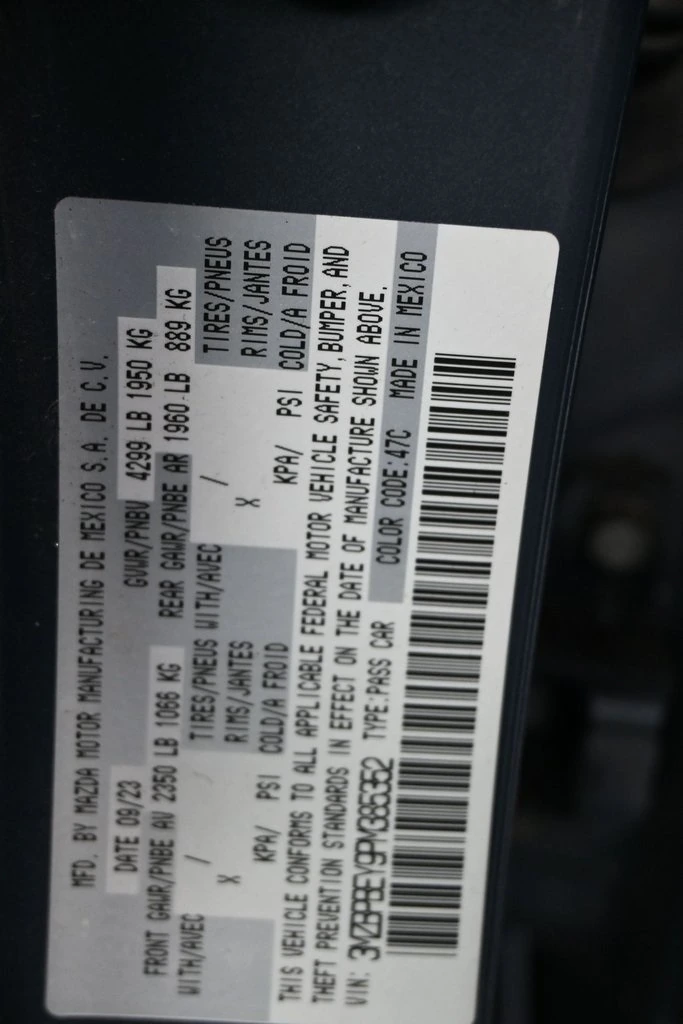 MFD. BY MAZDA MOTOR MANUFACTURING DE MEXICO S.A. DE C.V.
DATE 09/23 GVWR/PNBV 4299 LB 1950 KG
FRONT GAWR/PNBE AV 2350 LB 1066 KG REAR GAWR/PNBE AR 1960 LB 889 KG
WITH/AVEC / TIRES/PNEUS WITH/AVEC / TIRES/PNEUS
X RIMS/JANTES X RIMS/JANTES
KPA/ PSI COLD/A FROID KPA/ PSI COLD/A FROID
THIS VEHICLE CONFORMS TO ALL APPLICABLE FEDERAL MOTOR VEHICLE SAFETY, BUMPER, AND
THEFT PREVENTION STANDARDS IN EFFECT ON THE DATE OF MANUFACTURE SHOWN ABOVE.
VIN: 3MZBPBEY9PM385352 TYPE:PASS CAR COLOR CODE:47C MADE IN MEXICO